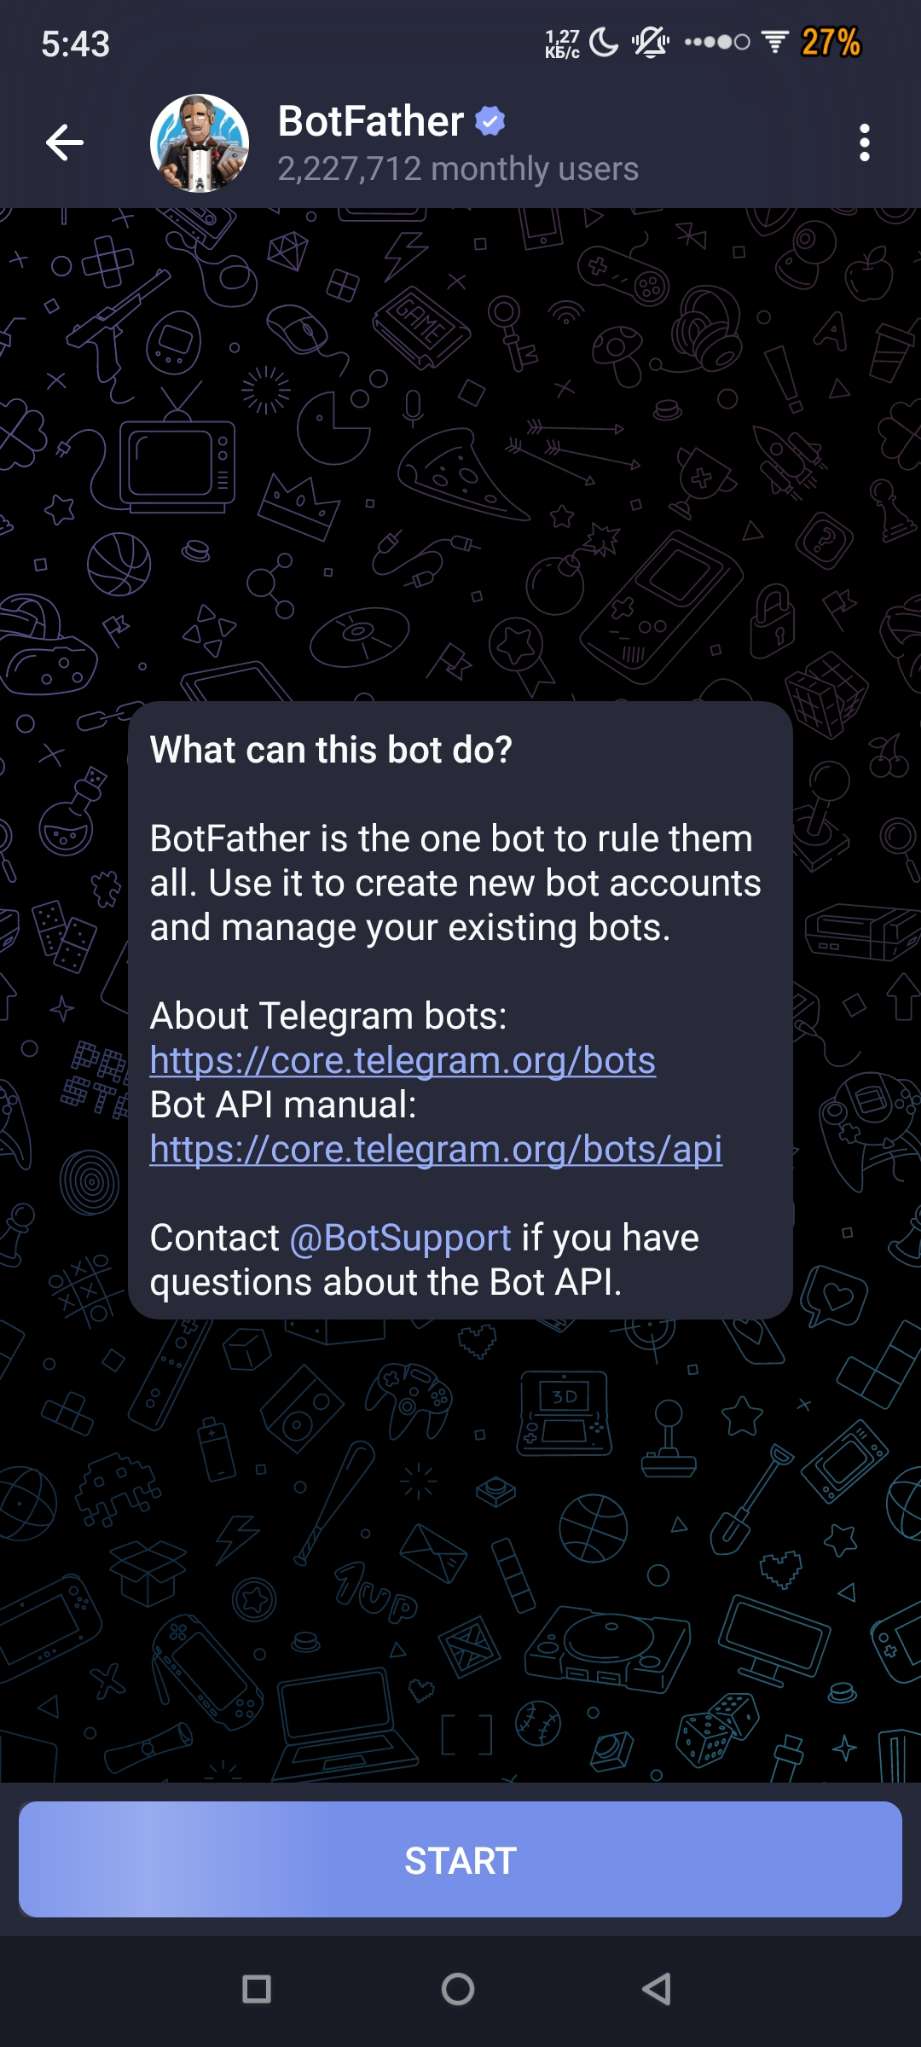 5:43
1,27
КБ/с
27%
BotFather
2,227,712 monthly users
GAME
What can this bot do?
BotFather is the one bot to rule them
all. Use it to create new bot accounts
and manage your existing bots.
About Telegram bots:
https://core.telegram.org/bots
Bot API manual:
https://core.telegram.org/bots/api
Contact @BotSupport if you have
questions about the Bot API.
3D
1UP
START